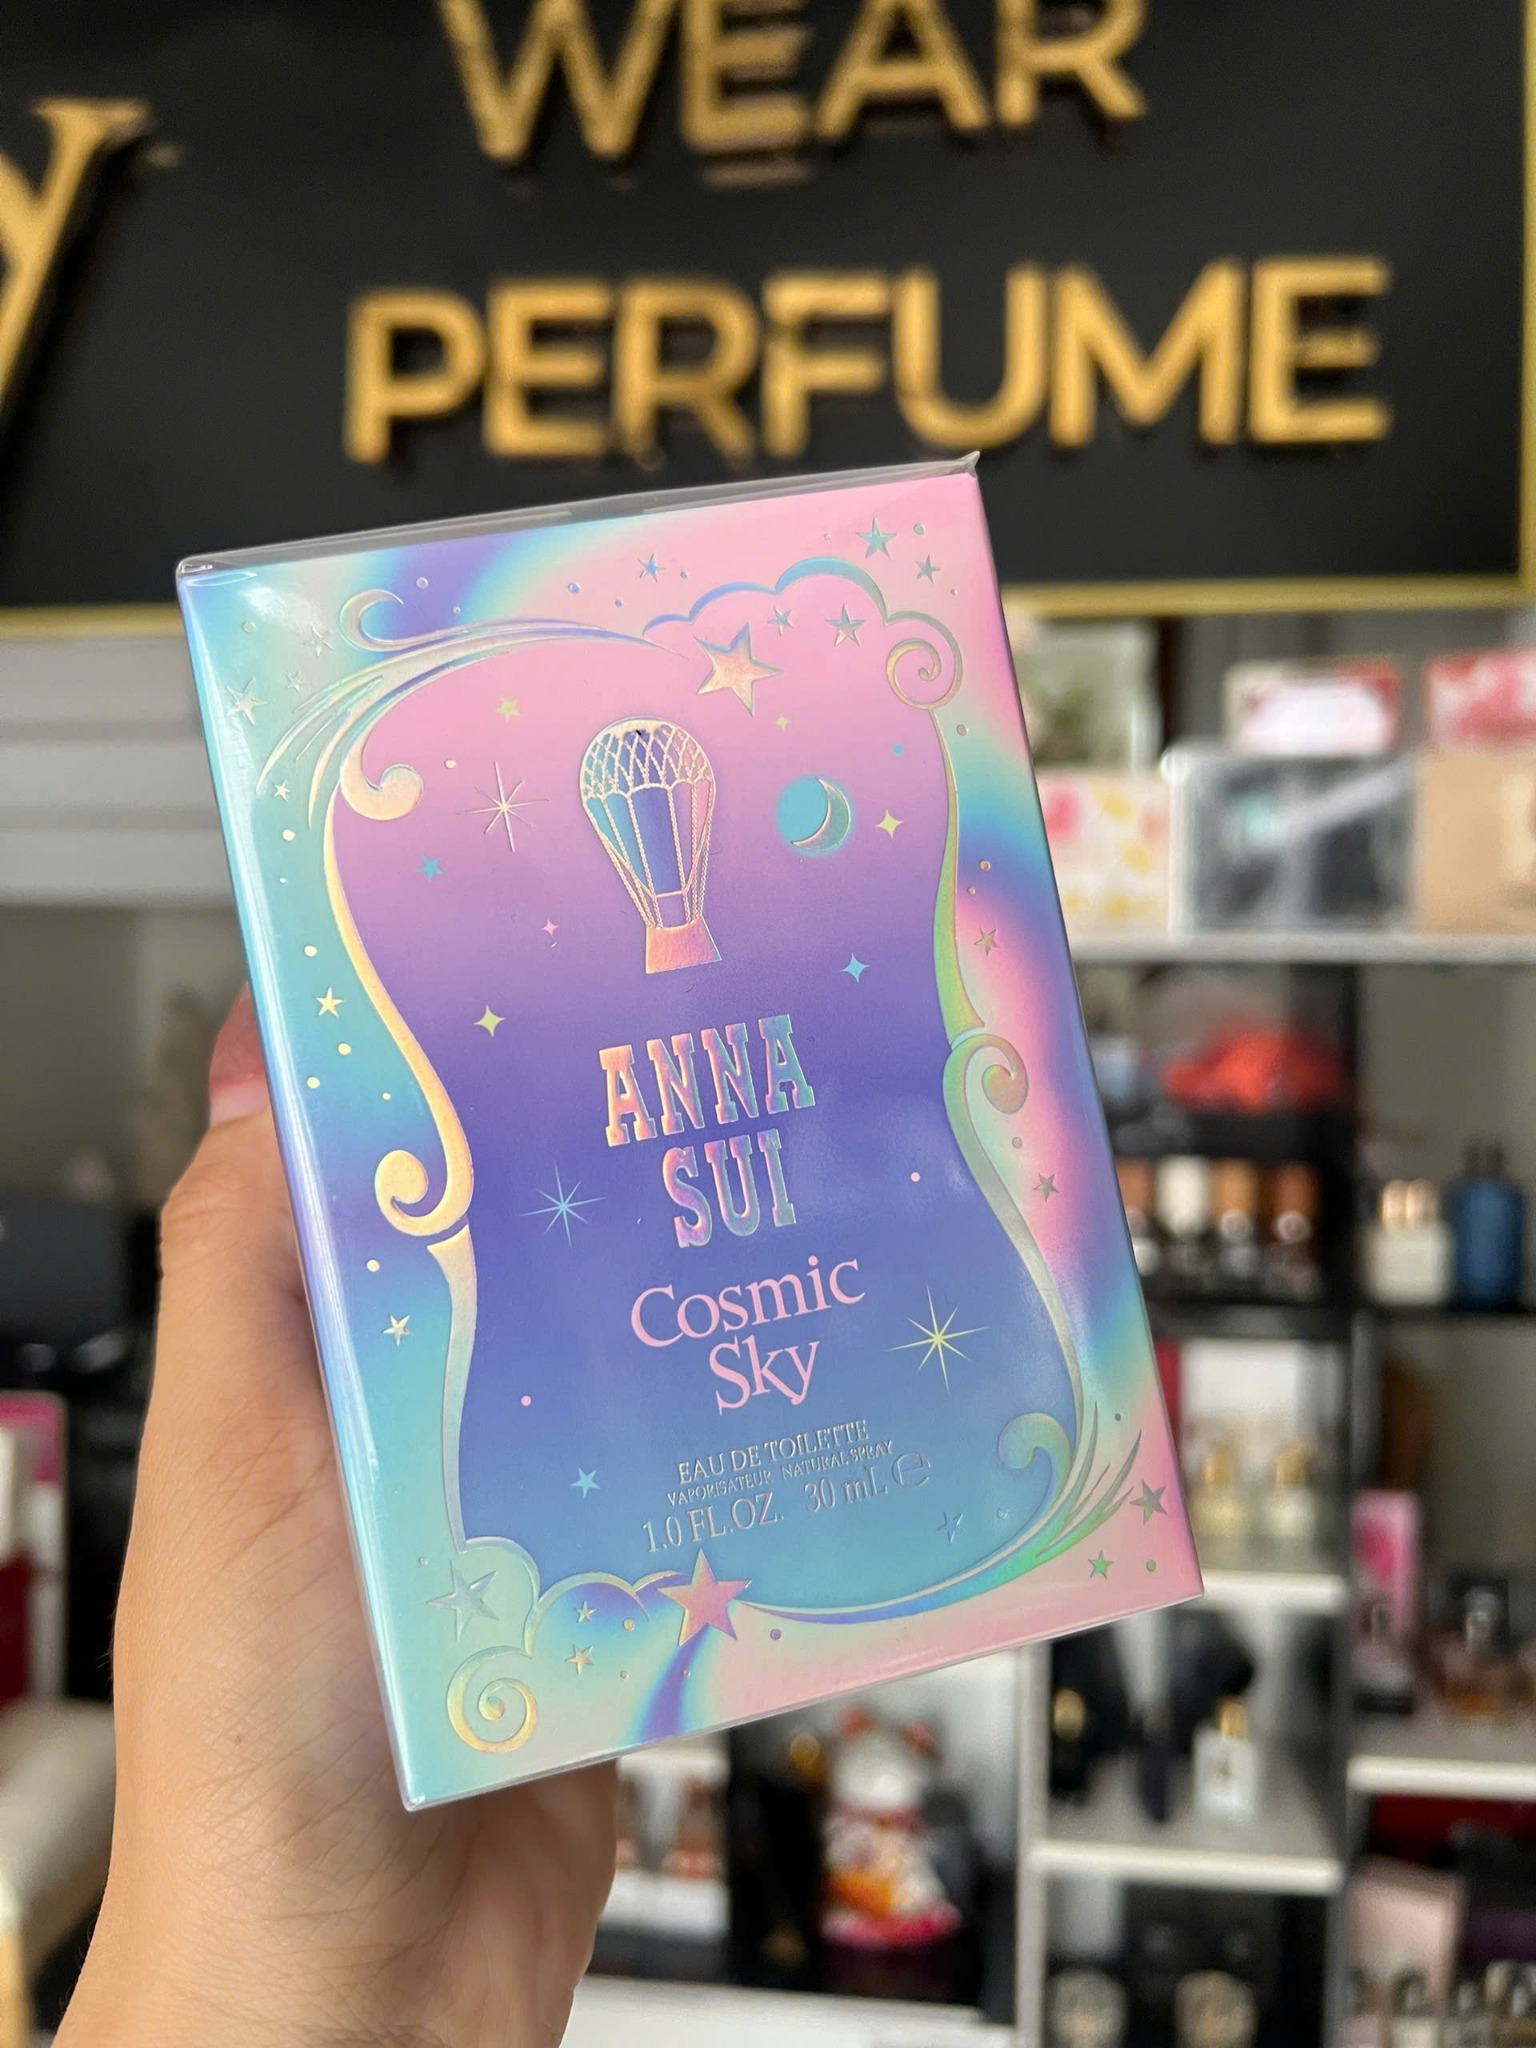 y
WEAR
PERFUME
ANNA
SUI
Cosmic
Sky
EAU DE TOILETTE
VAPORISATEUR NATURAL SPRAY
1.0 FL.OZ. 30 mL ℮